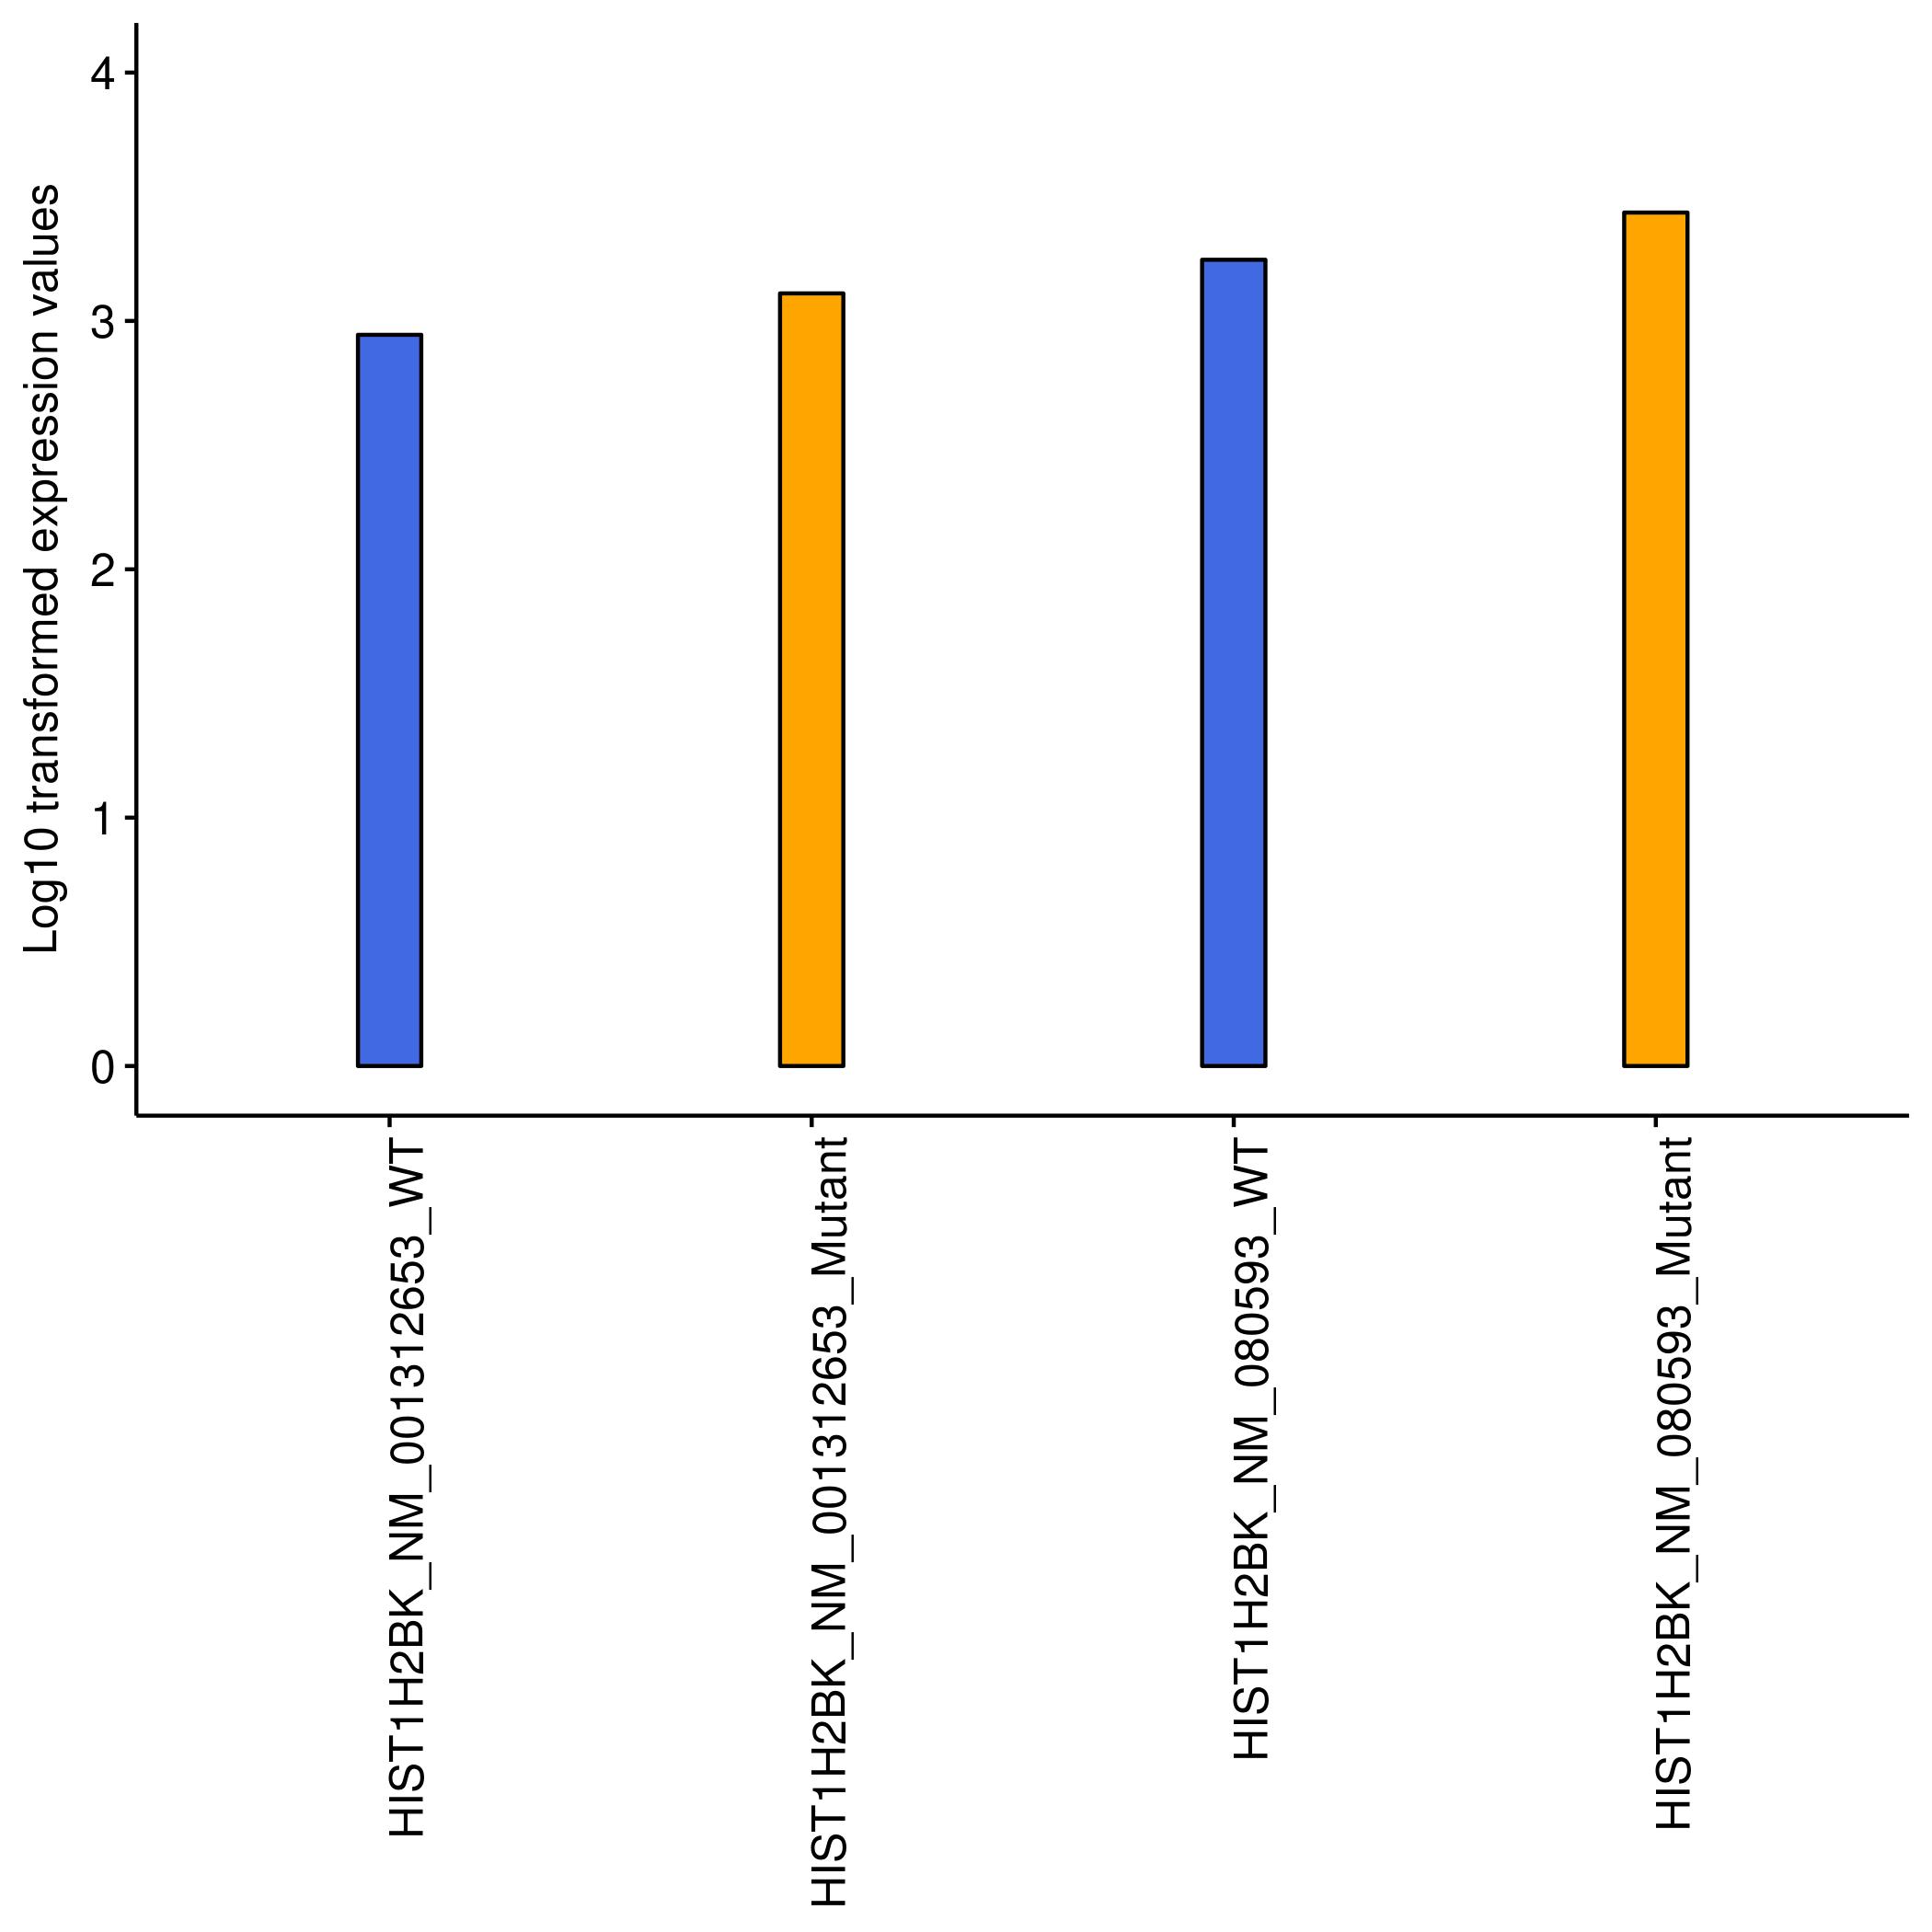 Log10 transformed expression values
4
3
2
1
0
HIST1H2BK_NM_001312653_WT
HIST1H2BK_NM_001312653_Mutant
HIST1H2BK_NM_080593_WT
HIST1H2BK_NM_080593_Mutant